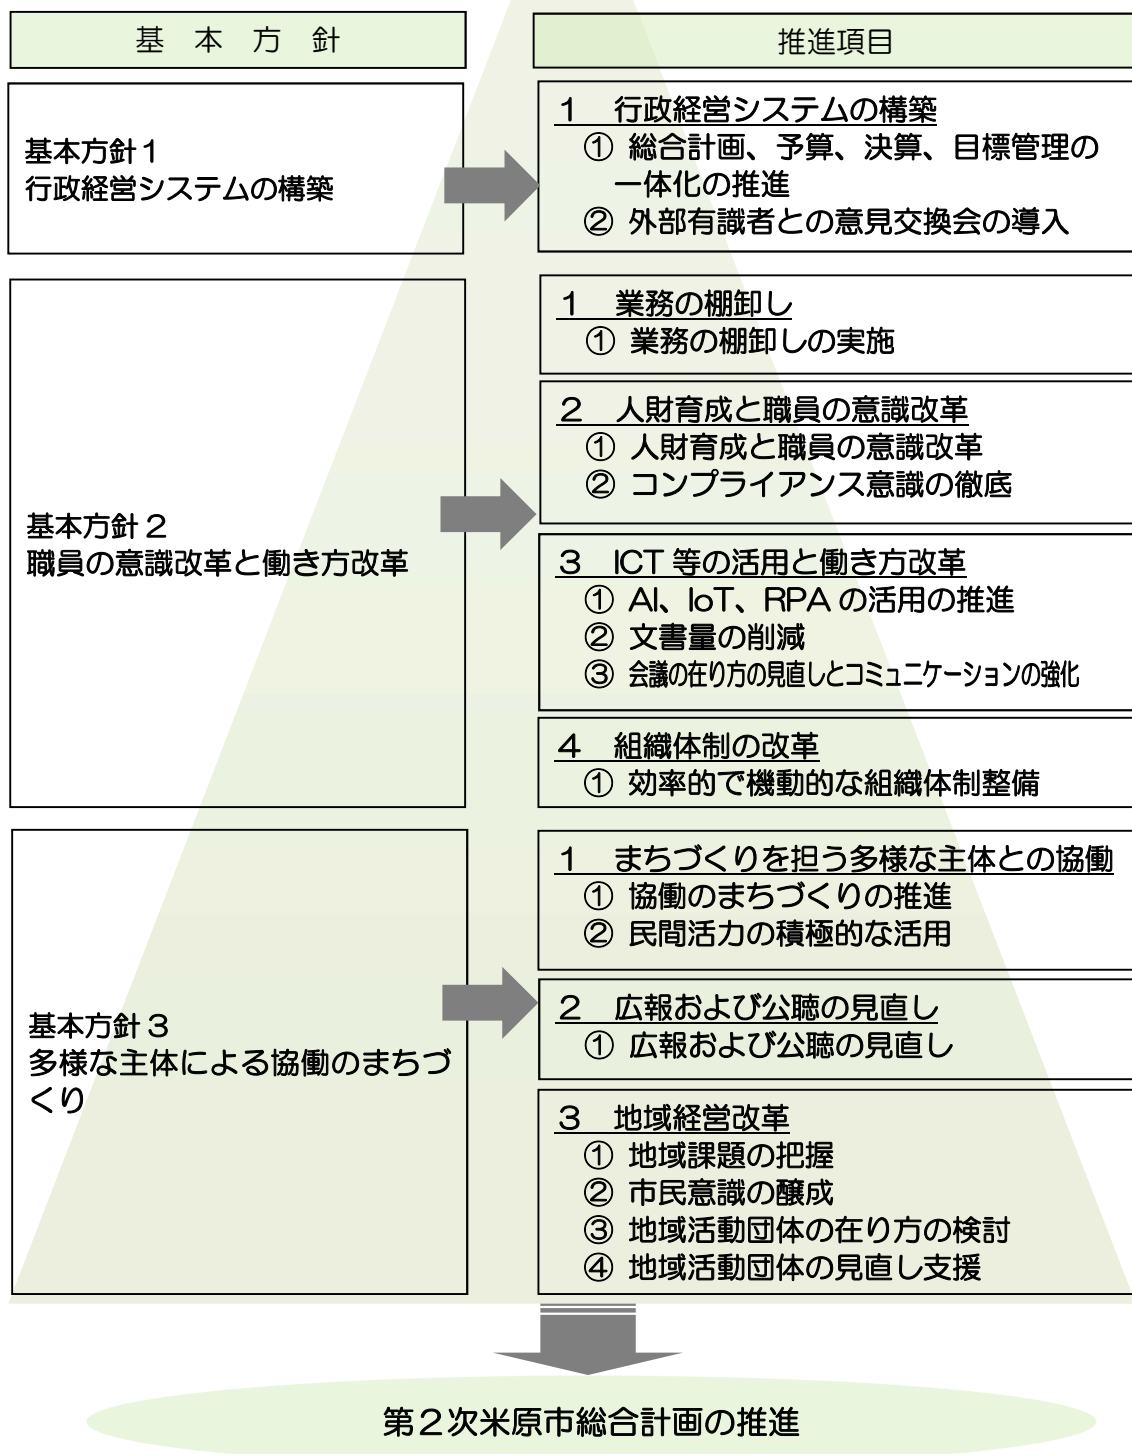 基　本　方　針
推進項目
基本方針１
行政経営システムの構築
１　行政経営システムの構築
① 総合計画、予算、決算、目標管理の
一体化の推進
② 外部有識者との意見交換会の導入
基本方針２
職員の意識改革と働き方改革
１　業務の棚卸し
① 業務の棚卸しの実施
２　人財育成と職員の意識改革
① 人財育成と職員の意識改革
② コンプライアンス意識の徹底
３　ICT 等の活用と働き方改革
① AI、IoT、RPA の活用の推進
② 文書量の削減
③ 会議の在り方の見直しとコミュニケーションの強化
４　組織体制の改革
① 効率的で機動的な組織体制整備
基本方針３
多様な主体による協働のまちづ
くり
１　まちづくりを担う多様な主体との協働
① 協働のまちづくりの推進
② 民間活力の積極的な活用
２　広報および公聴の見直し
① 広報および公聴の見直し
３　地域経営改革
① 地域課題の把握
② 市民意識の醸成
③ 地域活動団体の在り方の検討
④ 地域活動団体の見直し支援
第２次米原市総合計画の推進